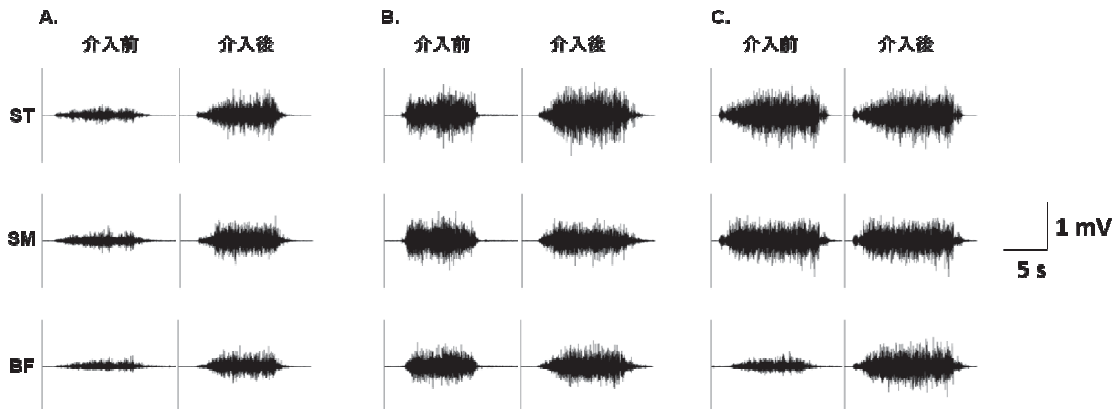 A. B. C.
介入前 介入後 介入前 介入後 介入前 介入後
ST
SM
1 mV
5 s
BF